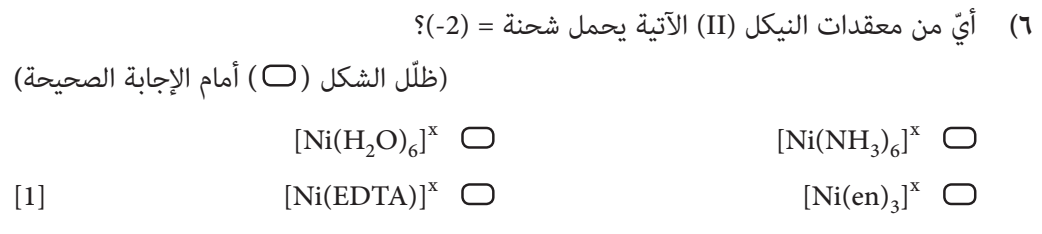 ٦) أيّ من معقدات النيكل (II) الآتية يحمل شحنة = (-2)؟
(ظلّل الشكل ( ) أمام الإجابة الصحيحة)
[Ni(NH₃)₆]ˣ [Ni(H₂O)₆]ˣ
[Ni(en)₃]ˣ [Ni(EDTA)]ˣ [1]